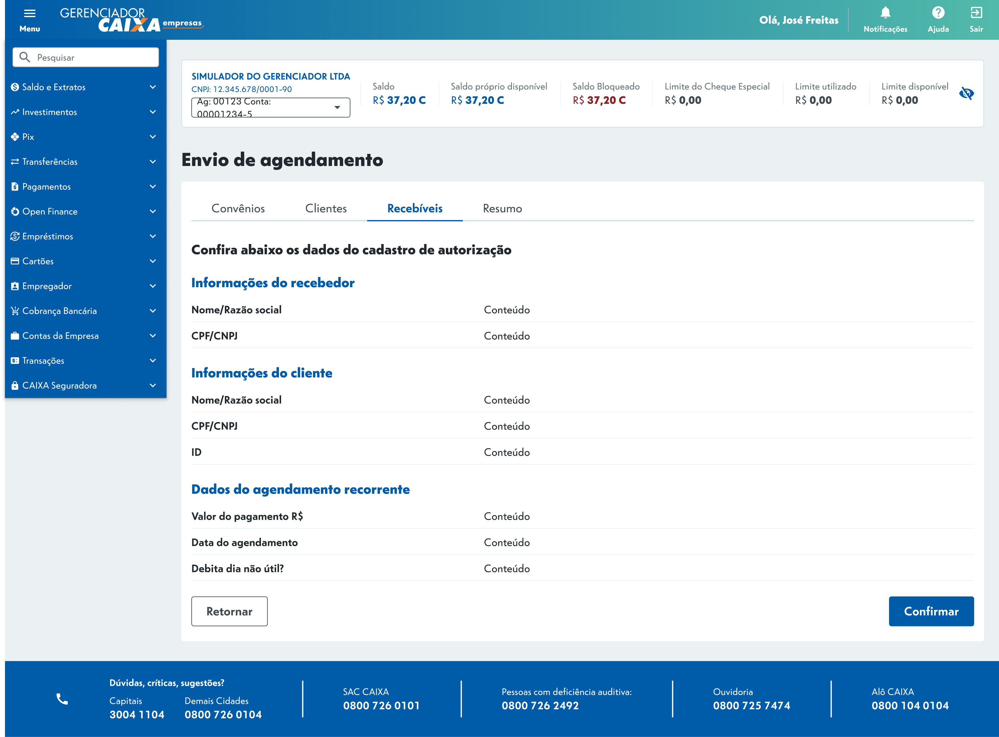 Menu
GERENCIADOR
CAIXA empresas
Olá, José Freitas
Notificações
Ajuda
Sair
Pesquisar
Saldo e Extratos
Investimentos
Pix
Transferências
Pagamentos
Open Finance
Empréstimos
Cartões
Empregador
Cobrança Bancária
Contas da Empresa
Transações
CAIXA Seguradora
SIMULADOR DO GERENCIADOR LTDA
CNPJ: 12.345.678/0001-90
Ag: 00123 Conta:
00001234-5
Saldo
R$ 37,20 C
Saldo próprio disponível
R$ 37,20 C
Saldo Bloqueado
R$ 37,20 C
Limite do Cheque Especial
R$ 0,00
Limite utilizado
R$ 0,00
Limite disponível
R$ 0,00
Envio de agendamento
Convênios
Clientes
Recebíveis
Resumo
Confira abaixo os dados do cadastro de autorização
Informações do recebedor
Nome/Razão social Conteúdo
CPF/CNPJ Conteúdo
Informações do cliente
Nome/Razão social Conteúdo
CPF/CNPJ Conteúdo
ID Conteúdo
Dados do agendamento recorrente
Valor do pagamento R$ Conteúdo
Data do agendamento Conteúdo
Debita dia não útil? Conteúdo
Retornar
Confirmar
Dúvidas, críticas, sugestões?
Capitais
3004 1104
Demais Cidades
0800 726 0104
SAC CAIXA
0800 726 0101
Pessoas com deficiência auditiva:
0800 726 2492
Ouvidoria
0800 725 7474
Alô CAIXA
0800 104 0104